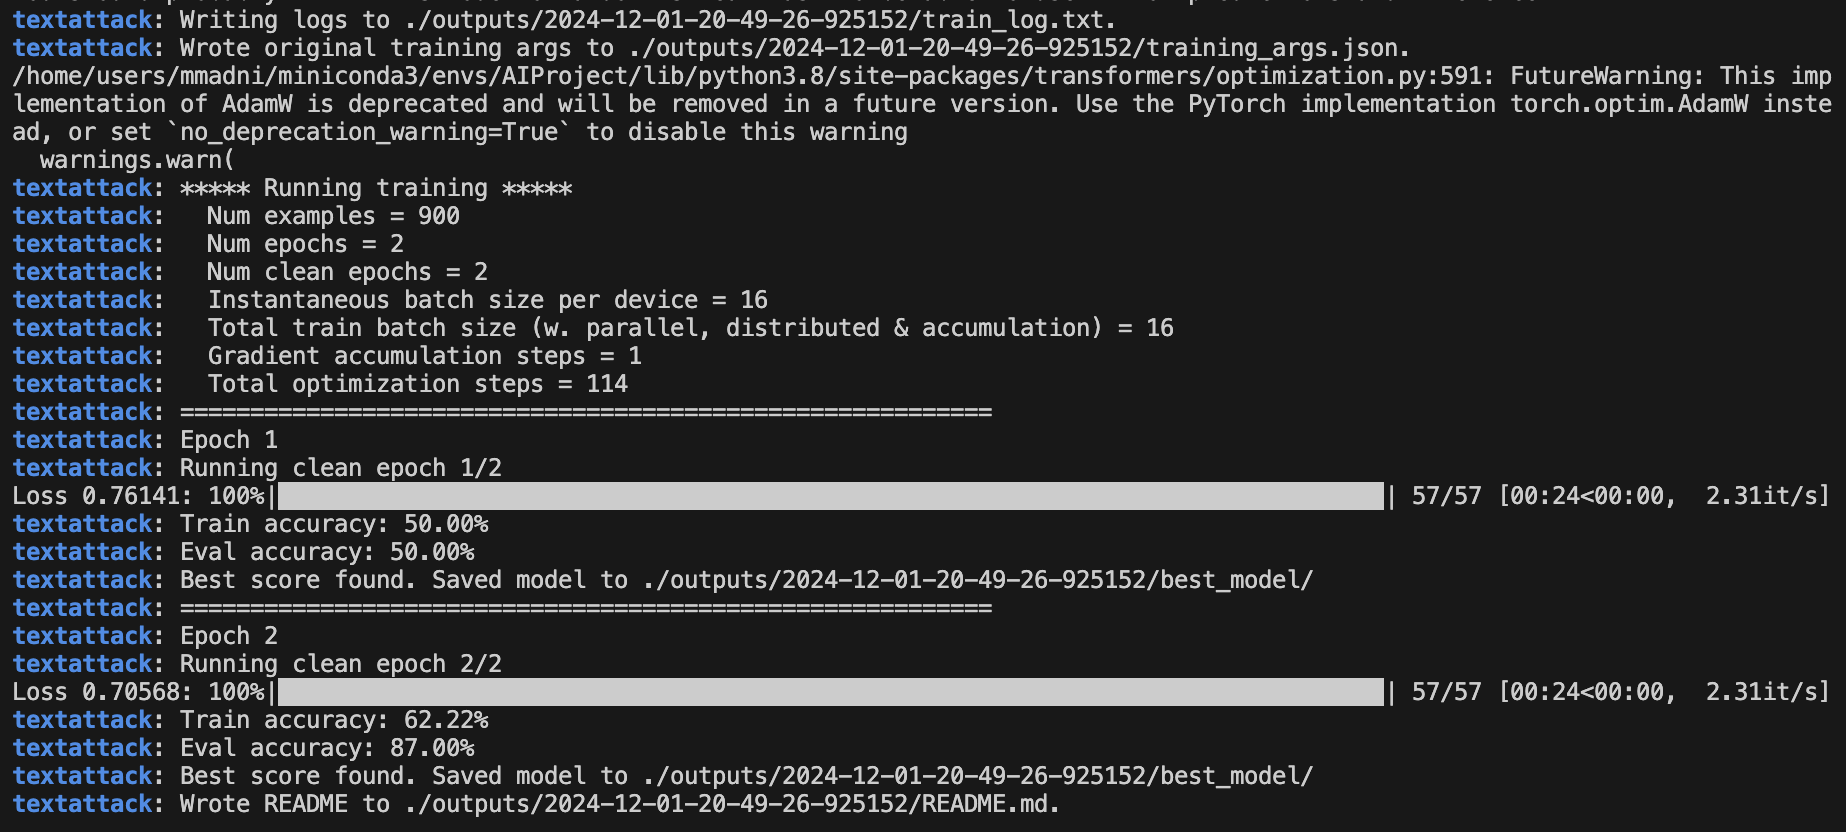 textattack: Writing logs to ./outputs/2024-12-01-20-49-26-925152/train_log.txt.
textattack: Wrote original training args to ./outputs/2024-12-01-20-49-26-925152/training_args.json.
/home/users/mmadni/miniconda3/envs/AIProject/lib/python3.8/site-packages/transformers/optimization.py:591: FutureWarning: This imp
lementation of AdamW is deprecated and will be removed in a future version. Use the PyTorch implementation torch.optim.AdamW inste
ad, or set `no_deprecation_warning=True` to disable this warning
  warnings.warn(
textattack: ***** Running training *****
textattack:   Num examples = 900
textattack:   Num epochs = 2
textattack:   Num clean epochs = 2
textattack:   Instantaneous batch size per device = 16
textattack:   Total train batch size (w. parallel, distributed & accumulation) = 16
textattack:   Gradient accumulation steps = 1
textattack:   Total optimization steps = 114
textattack: ==========================================================
textattack: Epoch 1
textattack: Running clean epoch 1/2
Loss 0.76141: 100%|| 57/57 [00:24<00:00,  2.31it/s]
textattack: Train accuracy: 50.00%
textattack: Eval accuracy: 50.00%
textattack: Best score found. Saved model to ./outputs/2024-12-01-20-49-26-925152/best_model/
textattack: ==========================================================
textattack: Epoch 2
textattack: Running clean epoch 2/2
Loss 0.70568: 100%|| 57/57 [00:24<00:00,  2.31it/s]
textattack: Train accuracy: 62.22%
textattack: Eval accuracy: 87.00%
textattack: Best score found. Saved model to ./outputs/2024-12-01-20-49-26-925152/best_model/
textattack: Wrote README to ./outputs/2024-12-01-20-49-26-925152/README.md.